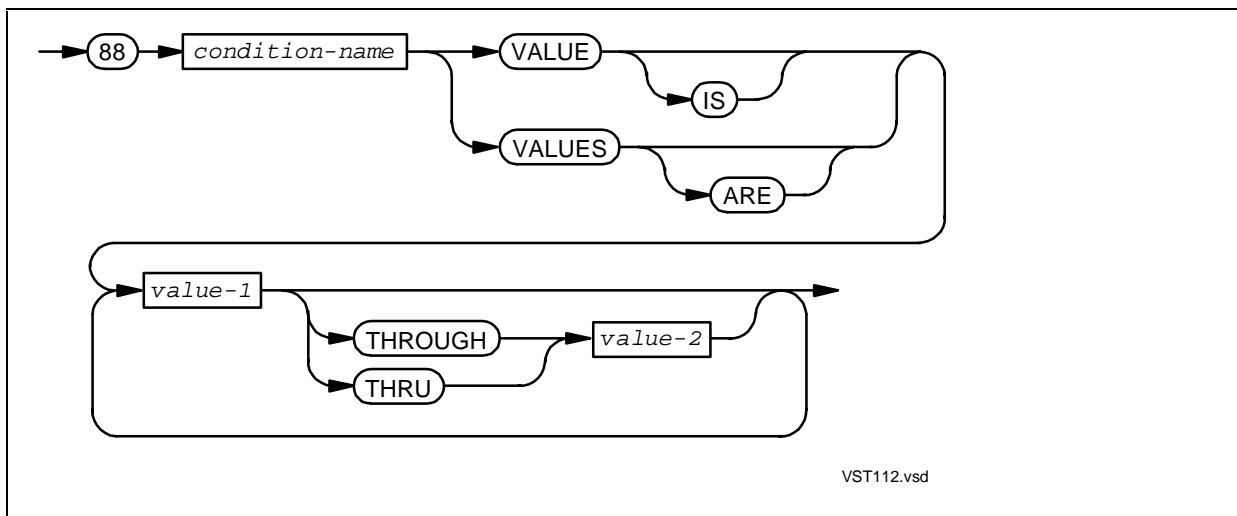 88 condition-name VALUE
IS
VALUES
ARE
value-1
THROUGH value-2
THRU
VST112.vsd